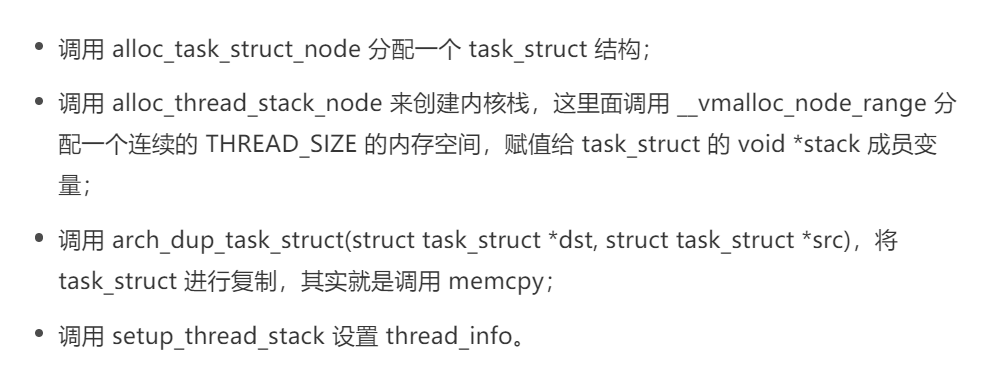 • 调用 alloc_task_struct_node 分配一个 task_struct 结构；
• 调用 alloc_thread_stack_node 来创建内核栈，这里面调用 __vmalloc_node_range 分
配一个连续的 THREAD_SIZE 的内存空间，赋值给 task_struct 的 void *stack 成员变
量；
• 调用 arch_dup_task_struct(struct task_struct *dst, struct task_struct *src)，将
task_struct 进行复制，其实就是调用 memcpy；
• 调用 setup_thread_stack 设置 thread_info。